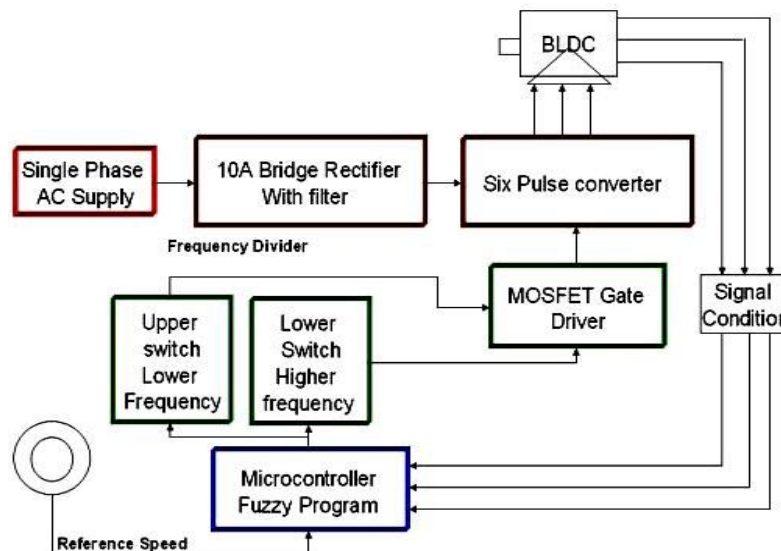 BLDC
Single Phase
AC Supply
10A Bridge Rectifier
With filter
Six Pulse converter
Frequency Divider
Upper
switch
Lower
Frequency
Lower
Switch
Higher
frequency
MOSFET Gate
Driver
Signal
Condition
Microcontroller
Fuzzy Program
Reference Speed